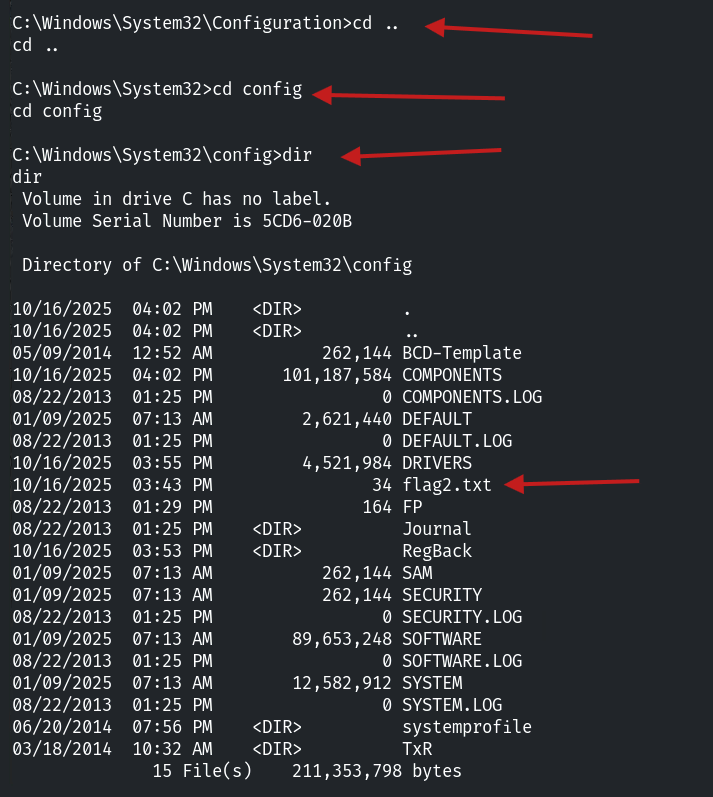 C:\Windows\System32\Configuration>cd ..
cd ..
C:\Windows\System32>cd config
cd config
C:\Windows\System32\config>dir
dir
 Volume in drive C has no label.
 Volume Serial Number is 5CD6-020B
 Directory of C:\Windows\System32\config
10/16/2025  04:02 PM    <DIR>          .
10/16/2025  04:02 PM    <DIR>          ..
05/09/2014  12:52 AM           262,144 BCD-Template
10/16/2025  04:02 PM       101,187,584 COMPONENTS
08/22/2013  01:25 PM                 0 COMPONENTS.LOG
01/09/2025  07:13 AM         2,621,440 DEFAULT
08/22/2013  01:25 PM                 0 DEFAULT.LOG
10/16/2025  03:55 PM         4,521,984 DRIVERS
10/16/2025  03:43 PM                34 flag2.txt
08/22/2013  01:29 PM               164 FP
08/22/2013  01:25 PM    <DIR>          Journal
10/16/2025  03:53 PM    <DIR>          RegBack
01/09/2025  07:13 AM           262,144 SAM
01/09/2025  07:13 AM           262,144 SECURITY
08/22/2013  01:25 PM                 0 SECURITY.LOG
01/09/2025  07:13 AM        89,653,248 SOFTWARE
08/22/2013  01:25 PM                 0 SOFTWARE.LOG
01/09/2025  07:13 AM        12,582,912 SYSTEM
08/22/2013  01:25 PM                 0 SYSTEM.LOG
06/20/2014  07:56 PM    <DIR>          systemprofile
03/18/2014  10:32 AM    <DIR>          TxR
              15 File(s)    211,353,798 bytes